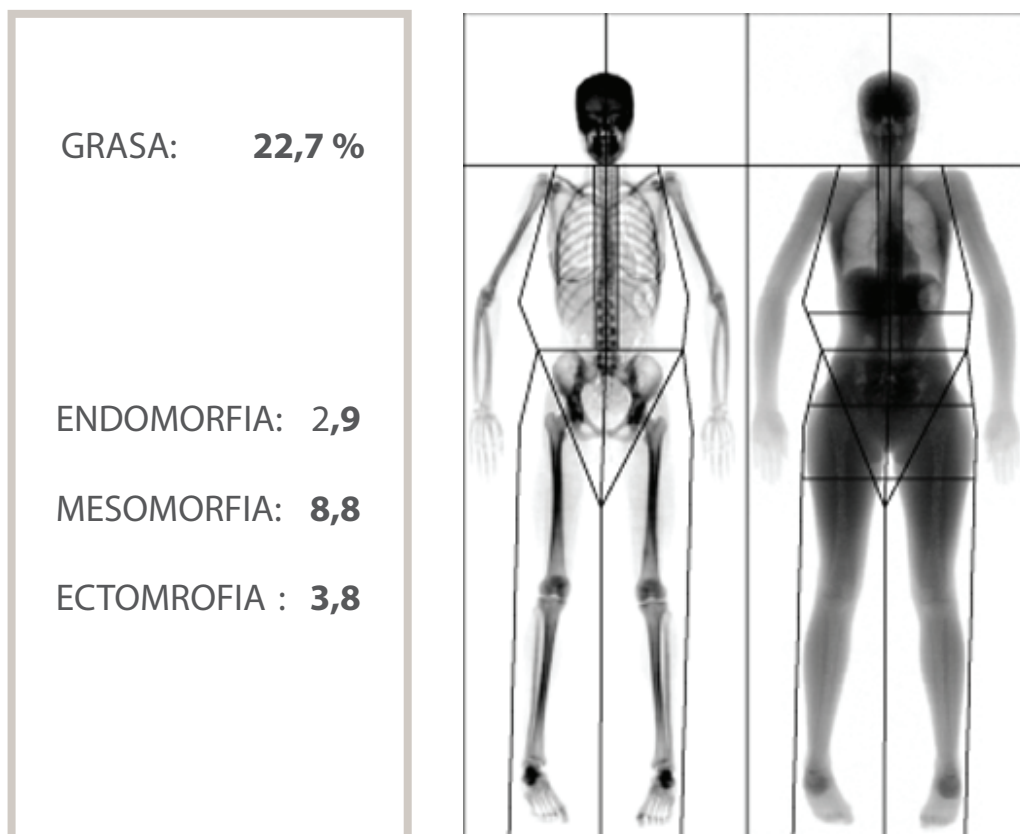 GRASA: 22,7 %
ENDOMORFIA: 2,9
MESOMORFIA: 8,8
ECTOMROFIA : 3,8